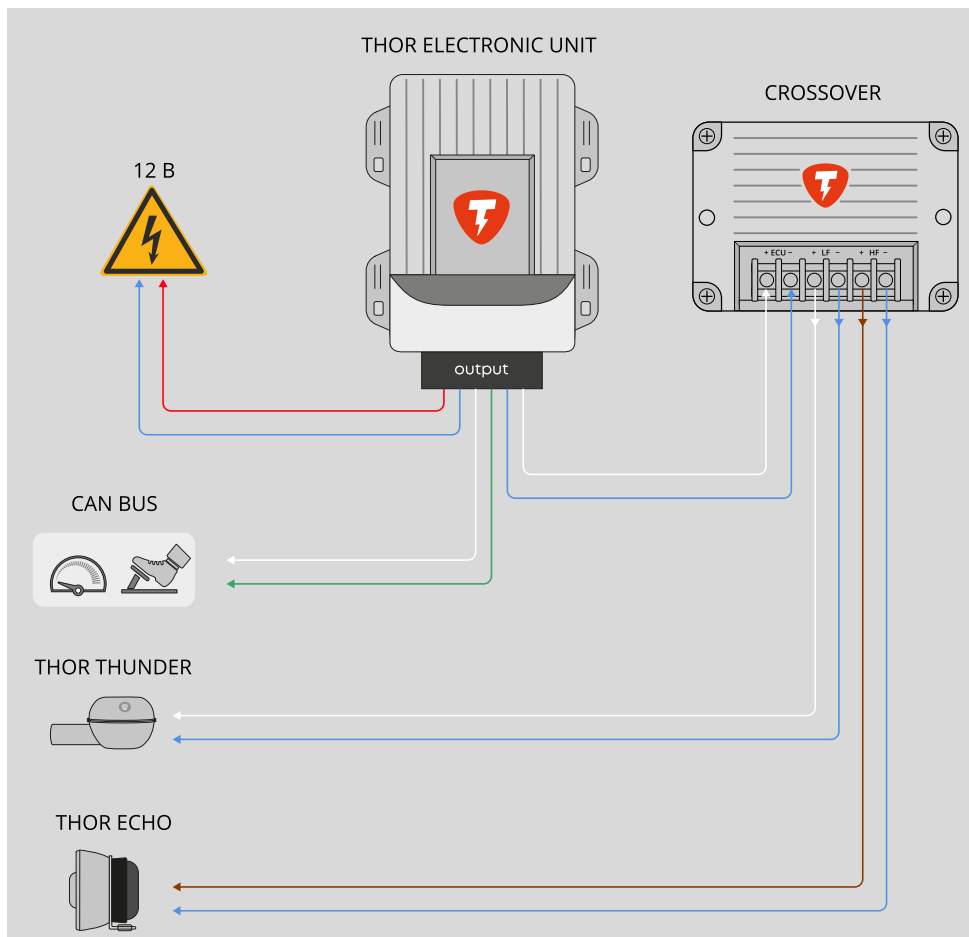 THOR ELECTRONIC UNIT
CROSSOVER
12 В
+ ECU - + LF - + HF -
output
CAN BUS
THOR THUNDER
THOR ECHO